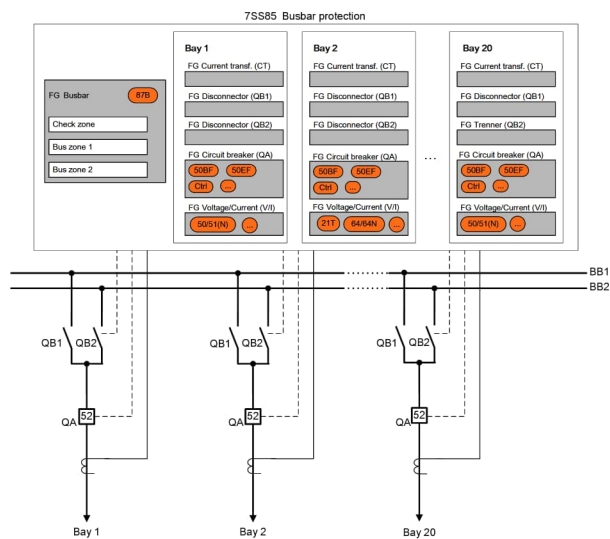 7SS85 Busbar protection
FG Busbar
87B
Check zone
Bus zone 1
Bus zone 2
Bay 1
FG Current transf. (CT)
FG Disconnector (QB1)
FG Disconnector (QB2)
FG Circuit breaker (QA)
50BF 50EF
Ctrl ...
FG Voltage/Current (V/I)
50/51(N) ...
Bay 2
FG Current transf. (CT)
FG Disconnector (QB1)
FG Disconnector (QB2)
FG Circuit breaker (QA)
50BF 50EF
Ctrl ...
FG Voltage/Current (V/I)
21T 64/64N ...
...
Bay 20
FG Current transf. (CT)
FG Disconnector (QB1)
FG Trenner (QB2)
FG Circuit breaker (QA)
50BF 50EF
Ctrl ...
FG Voltage/Current (V/I)
50/51(N) ...
BB1
BB2
QB1 QB2
QB1 QB2
QB1 QB2
QA 52
QA 52
QA 52
Bay 1
Bay 2
Bay 20